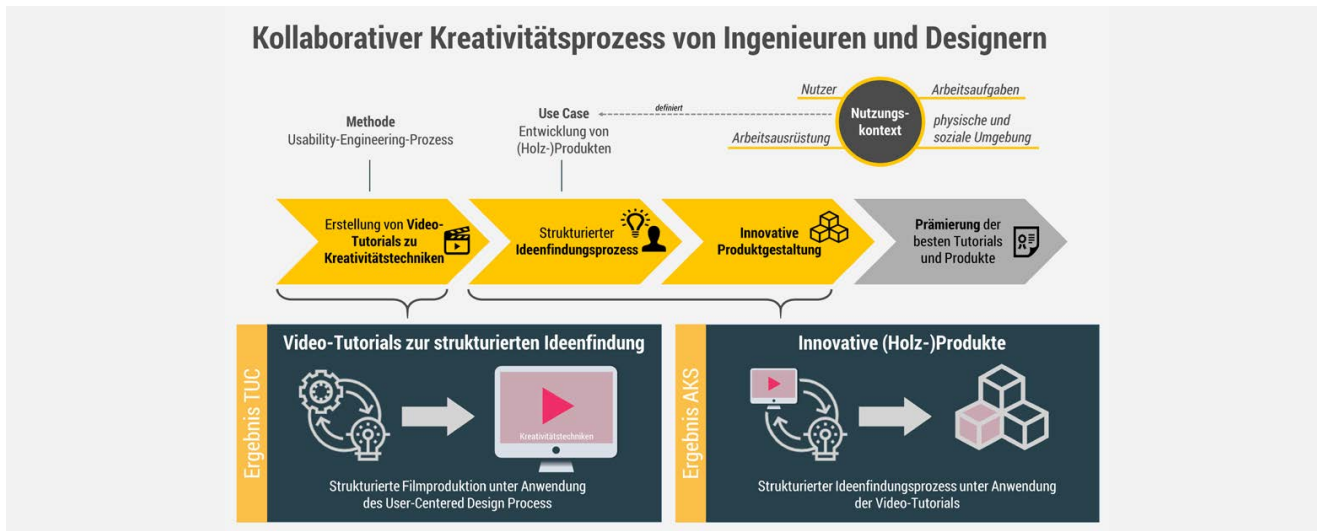 Kollaborativer Kreativitätsprozess von Ingenieuren und Designern
Methode
Usability-Engineering-Prozess
Use Case
Entwicklung von
(Holz-)Produkten
definiert
Nutzer
Arbeitsausrüstung
Nutzungs-
kontext
Arbeitsaufgaben
physische und
soziale Umgebung
Erstellung von Video-
Tutorials zu
Kreativitätstechniken
Strukturierter
Ideenfindungsprozess
Innovative
Produktgestaltung
Prämierung der
besten Tutorials
und Produkte
Ergebnis TUC
Video-Tutorials zur strukturierten Ideenfindung
Kreativitätstechniken
Strukturierte Filmproduktion unter Anwendung
des User-Centered Design Process
Ergebnis AKS
Innovative (Holz-)Produkte
Strukturierter Ideenfindungsprozess unter Anwendung
der Video-Tutorials